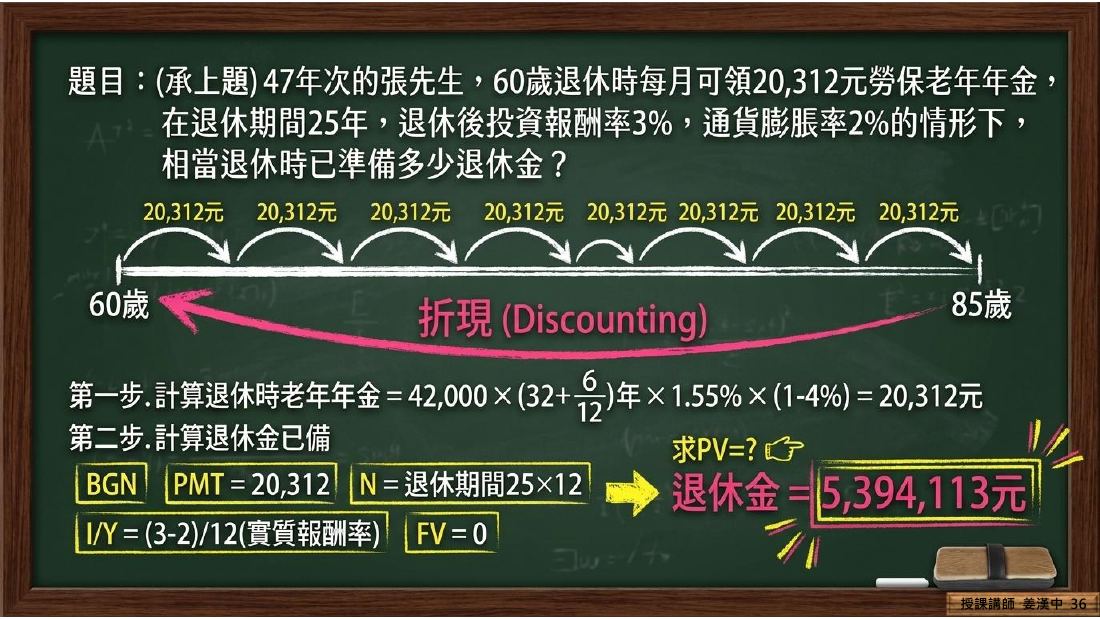 題目：(承上題) 47年次的張先生，60歲退休時每月可領20,312元勞保老年年金，
在退休期間25年，退休後投資報酬率3%，通貨膨脹率2%的情形下，
相當退休時已準備多少退休金？
20,312元 20,312元 20,312元 20,312元 20,312元 20,312元 20,312元 20,312元
60歲
85歲
折現 (Discounting)
第一步. 計算退休時老年年金 = 42,000 × (32+6/12)年 × 1.55% × (1-4%) = 20,312元
第二步. 計算退休金已備
求PV=?
BGN PMT = 20,312 N = 退休期間25×12
退休金 = 5,394,113元
I/Y = (3-2)/12(實質報酬率) FV = 0
授課講師 姜漢中 36